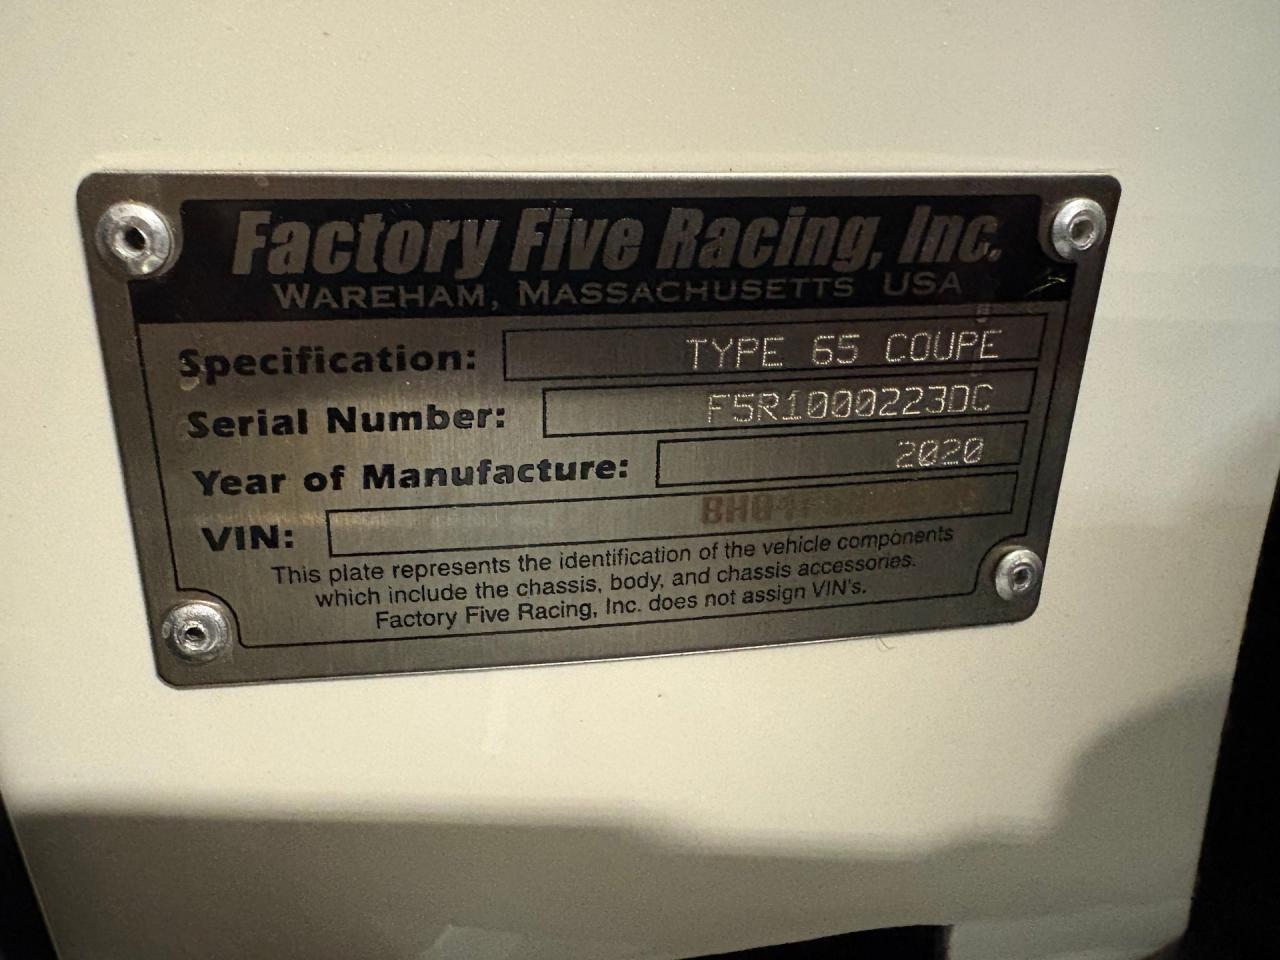 Factory Five Racing, Inc.
WAREHAM, MASSACHUSETTS USA
Specification: TYPE 65 COUPE
Serial Number: F5R1000223DC
Year of Manufacture: 2020
VIN:
This plate represents the identification of the vehicle components
which include the chassis, body, and chassis accessories.
Factory Five Racing, Inc. does not assign VIN's.